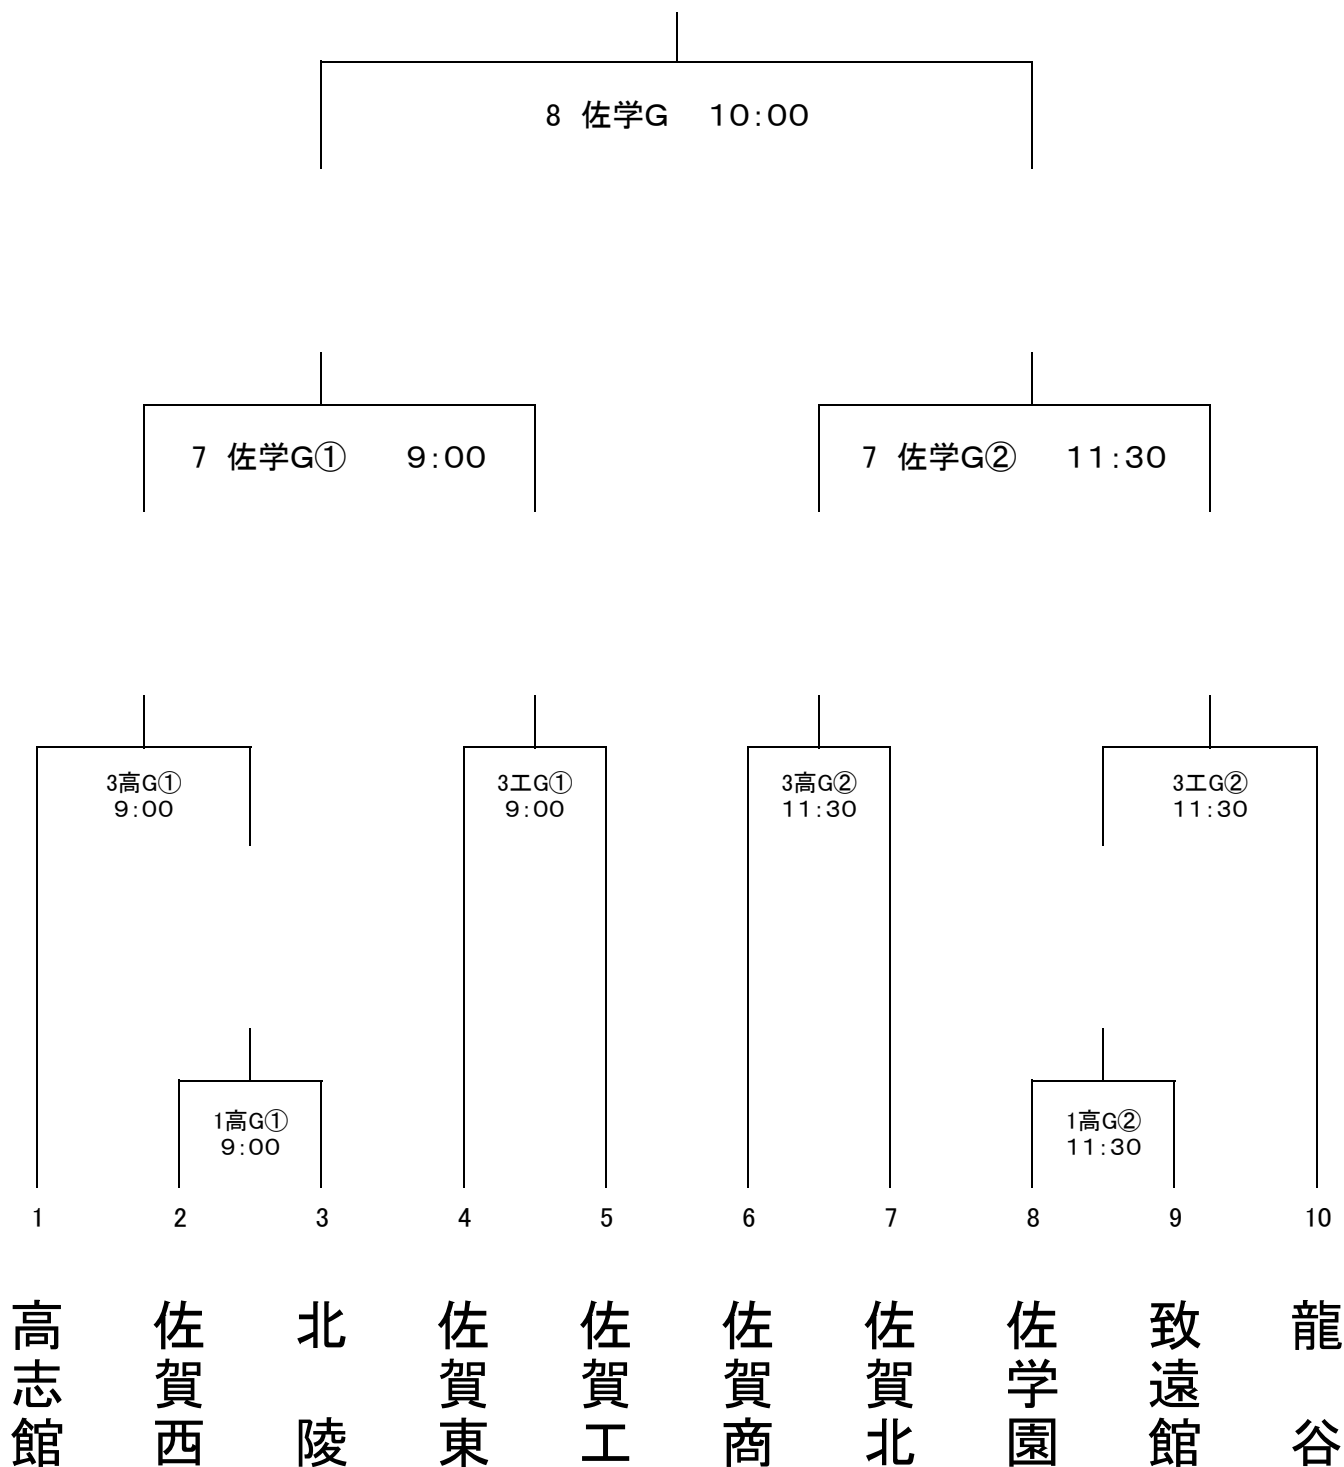 8 佐学G 10:00
7 佐学G① 9:00
7 佐学G② 11:30
3高G①
9:00
3工G①
9:00
3高G②
11:30
3工G②
11:30
1高G①
9:00
1高G②
11:30
1 2 3 4 5 6 7 8 9 10
高志館
佐賀西
北陵
佐賀東
佐賀工
佐賀商
佐賀北
佐学園
致遠館
龍谷